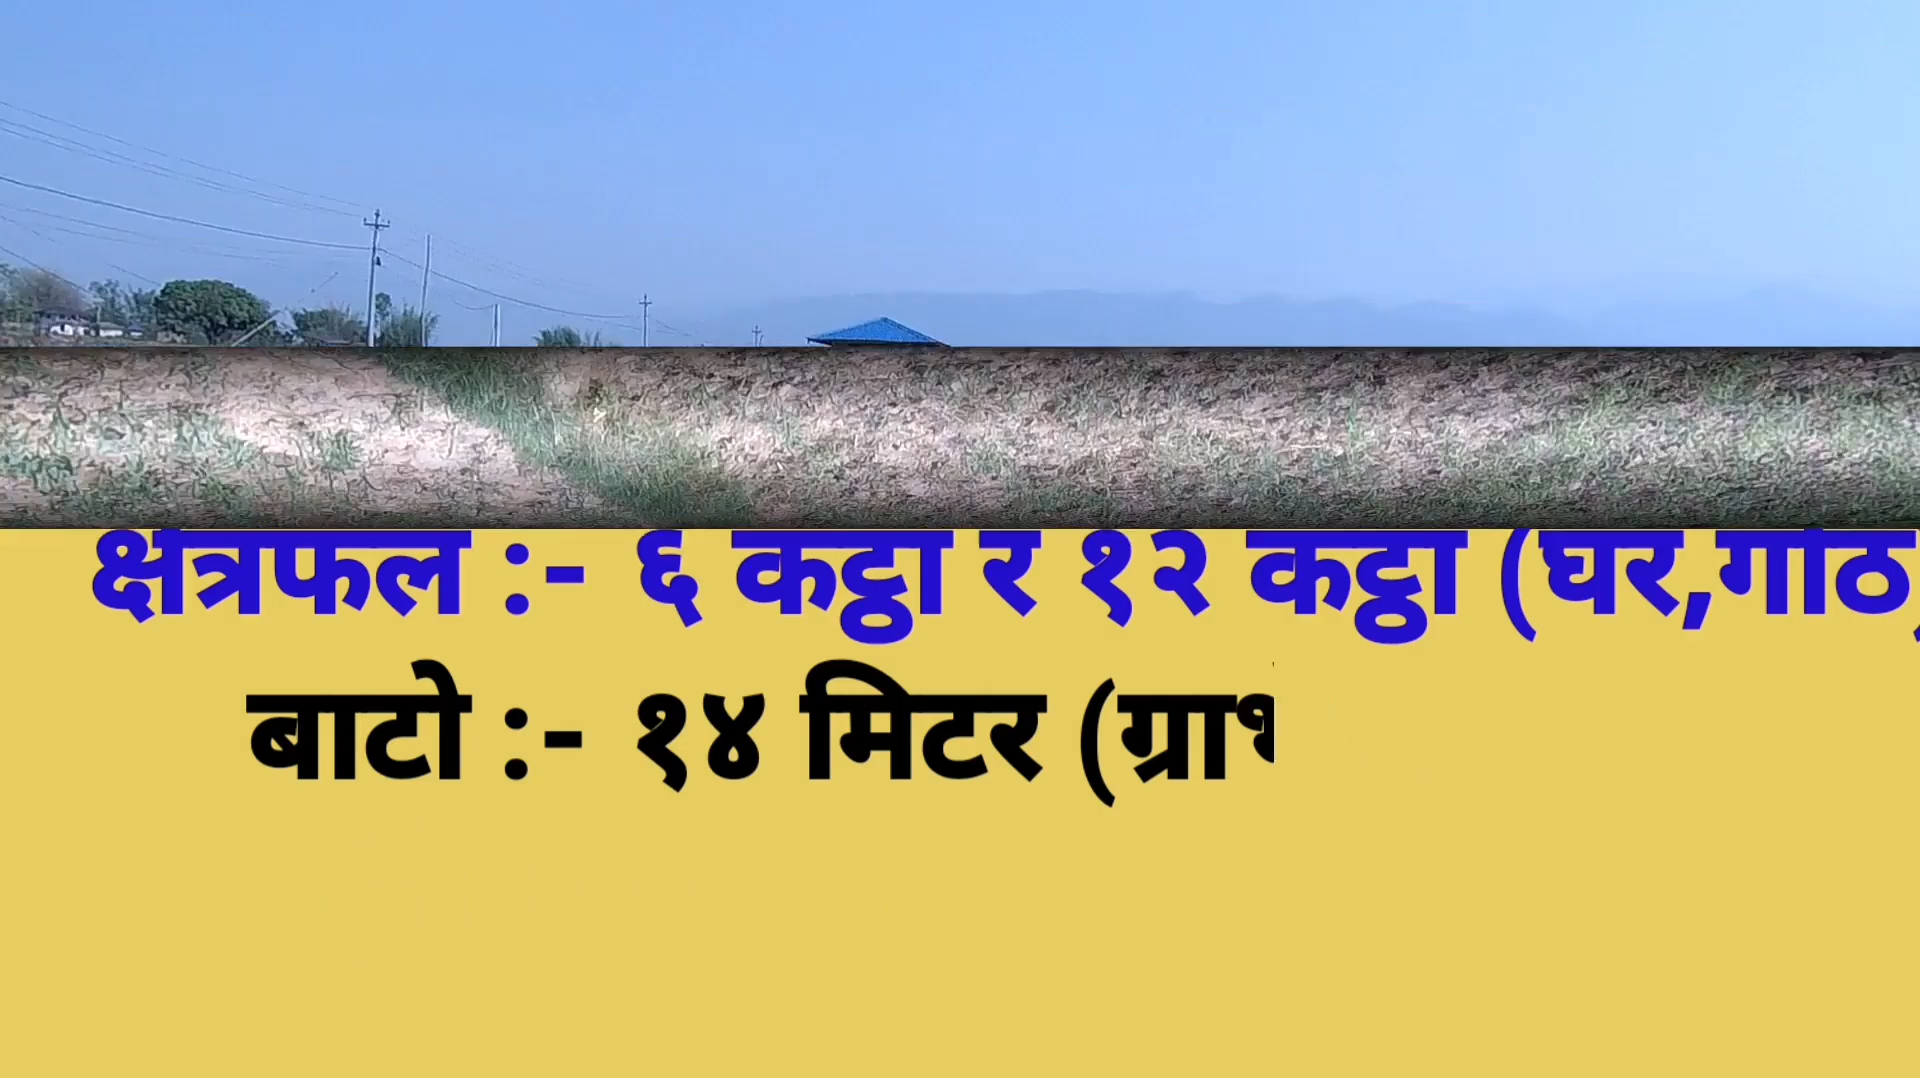 क्षेत्रफल :- ६ कट्ठा र १२ कट्ठा (घर,गोठ)
बाटो :- १४ मिटर